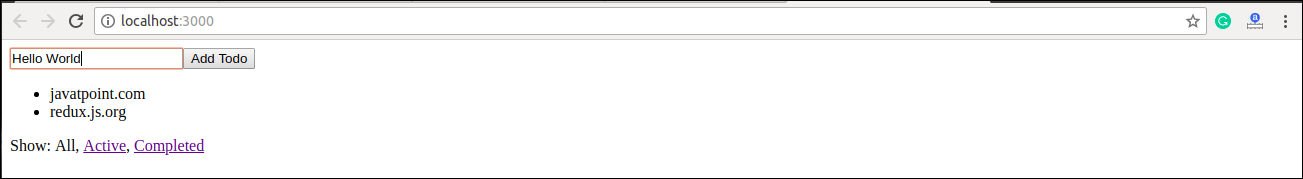 localhost:3000
Hello World Add Todo
javatpoint.com
redux.js.org
Show: All, Active, Completed